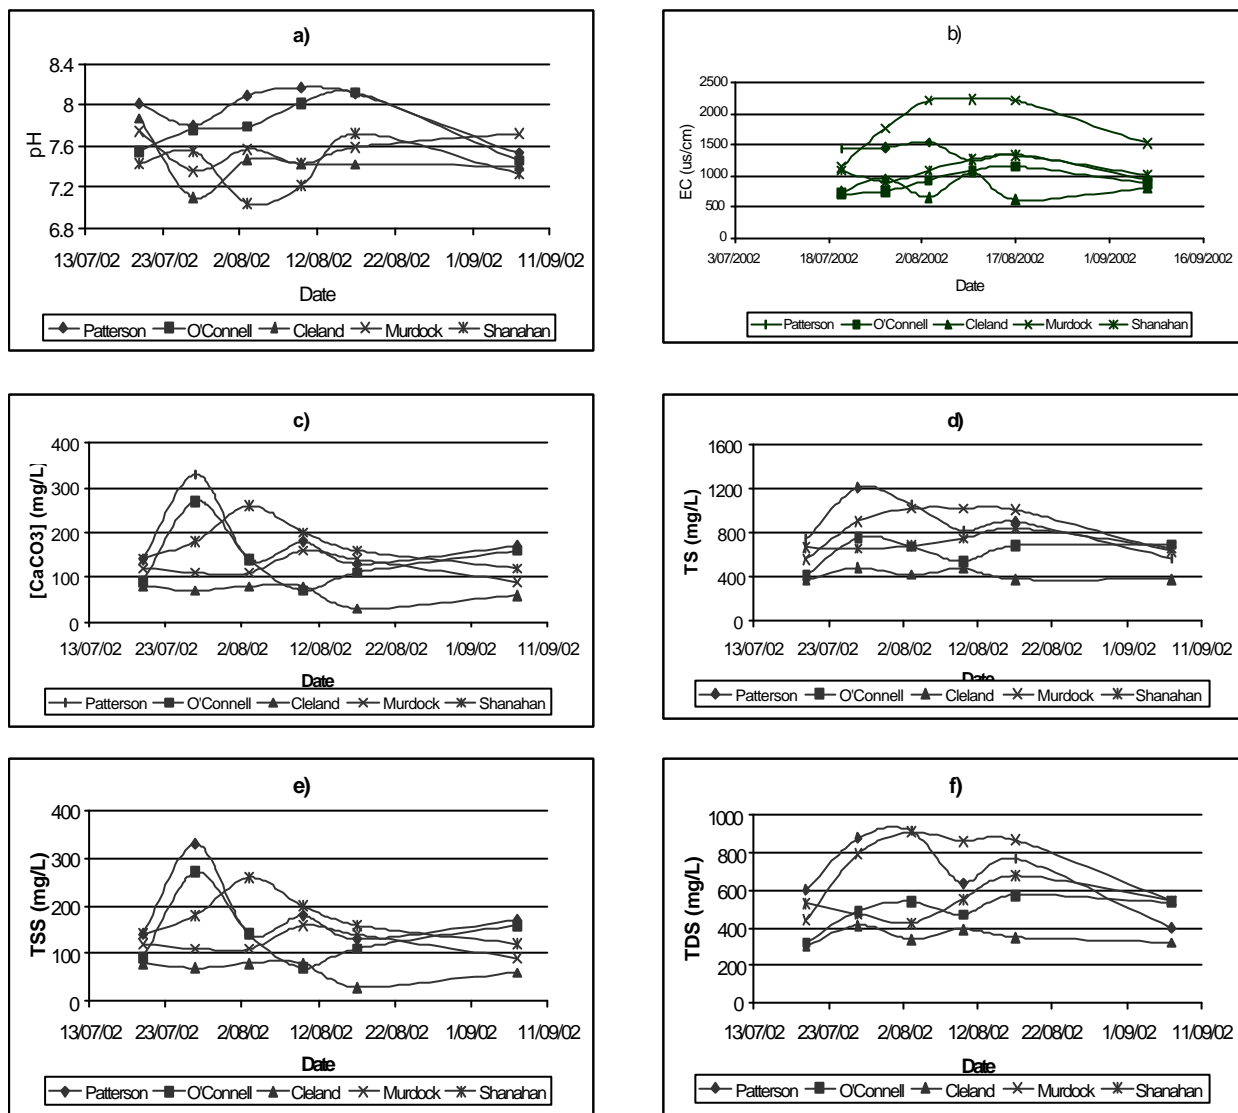 a)
8.4
8
7.6
7.2
6.8
pH
13/07/02 23/07/02 2/08/02 12/08/02 22/08/02 1/09/02 11/09/02
Date
Patterson O'Connell Cleland Murdock Shanahan
b)
2500
2000
1500
1000
500
0
EC (us/cm)
3/07/2002 18/07/2002 2/08/2002 17/08/2002 1/09/2002 16/09/2002
Date
Patterson O'Connell Cleland Murdock Shanahan
c)
400
300
200
100
0
[CaCO3] (mg/L)
13/07/02 23/07/02 2/08/02 12/08/02 22/08/02 1/09/02 11/09/02
Date
Patterson O'Connell Cleland Murdock Shanahan
d)
1600
1200
800
400
0
TS (mg/L)
13/07/02 23/07/02 2/08/02 12/08/02 22/08/02 1/09/02 11/09/02
Date
Patterson O'Connell Cleland Murdock Shanahan
e)
400
300
200
100
0
TSS (mg/L)
13/07/02 23/07/02 2/08/02 12/08/02 22/08/02 1/09/02 11/09/02
Date
Patterson O'Connell Cleland Murdock Shanahan
f)
1000
800
600
400
200
0
TDS (mg/L)
13/07/02 23/07/02 2/08/02 12/08/02 22/08/02 1/09/02 11/09/02
Date
Patterson O'Connell Cleland Murdock Shanahan